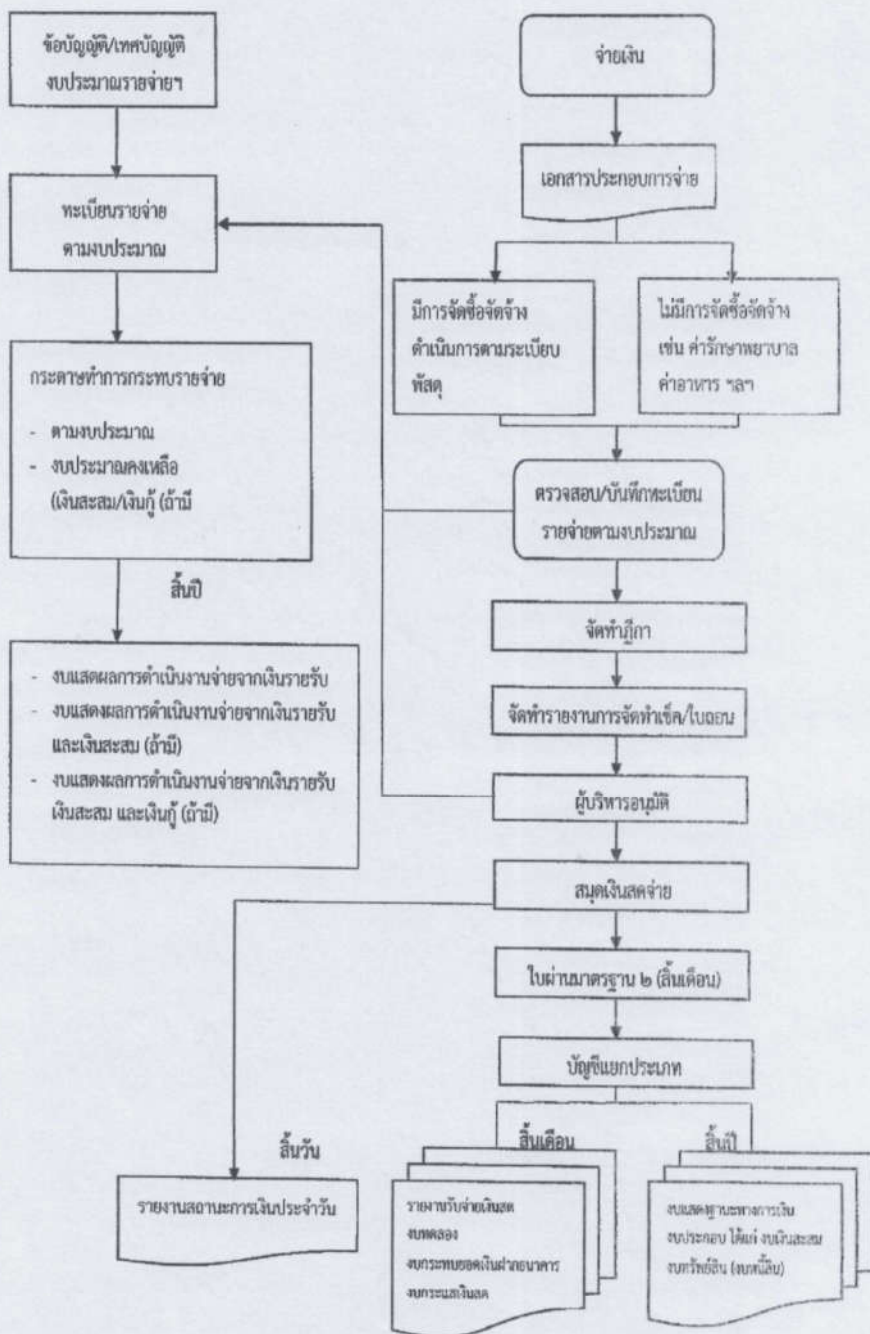 ข้อบัญญัติ/เทศบัญญัติ
งบประมาณรายจ่ายฯ
ทะเบียนรายจ่าย
ตามงบประมาณ
กระดาษทำการกระทบรายจ่าย
- ตามงบประมาณ
- งบประมาณคงเหลือ
(เงินสะสม/เงินกู้ (ถ้ามี
สิ้นปี
- งบแสดผลการดำเนินงานจ่ายจากเงินรายรับ
- งบแสดงผลการดำเนินงานจ่ายจากเงินรายรับ
และเงินสะสม (ถ้ามี)
- งบแสดงผลการดำเนินงานจ่ายจากเงินรายรับ
เงินสะสม และเงินกู้ (ถ้ามี)
จ่ายเงิน
เอกสารประกอบการจ่าย
มีการจัดซื้อจัดจ้าง
ดำเนินการตามระเบียบ
พัสดุ
ไม่มีการจัดซื้อจัดจ้าง
เช่น ค่ารักษาพยาบาล
ค่าอาหาร ฯลฯ
ตรวจสอบ/บันทึกทะเบียน
รายจ่ายตามงบประมาณ
จัดทำฎีกา
จัดทำรายงานการจัดทำเช็ค/ใบถอน
ผู้บริหารอนุมัติ
สมุดเงินสดจ่าย
ใบผ่านมาตรฐาน ๒ (สิ้นเดือน)
บัญชีแยกประเภท
สิ้นวัน
รายงานสถานะการเงินประจำวัน
สิ้นเดือน
รายงานรับจ่ายเงินสด
งบทดลอง
งบกระทบยอดเงินฝากธนาคาร
งบกระแสเงินสด
สิ้นปี
งบแสดงฐานะทางการเงิน
งบประกอบ ได้แก่ งบเงินสะสม
งบทรัพย์สิน (งบหนี้สิน)